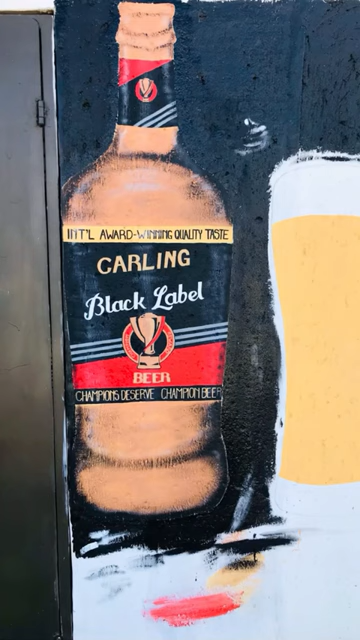 INT'L AWARD-WINNING QUALITY TASTE
CARLING
Black Label
BEER
CHAMPIONS DESERVE CHAMPION BEER